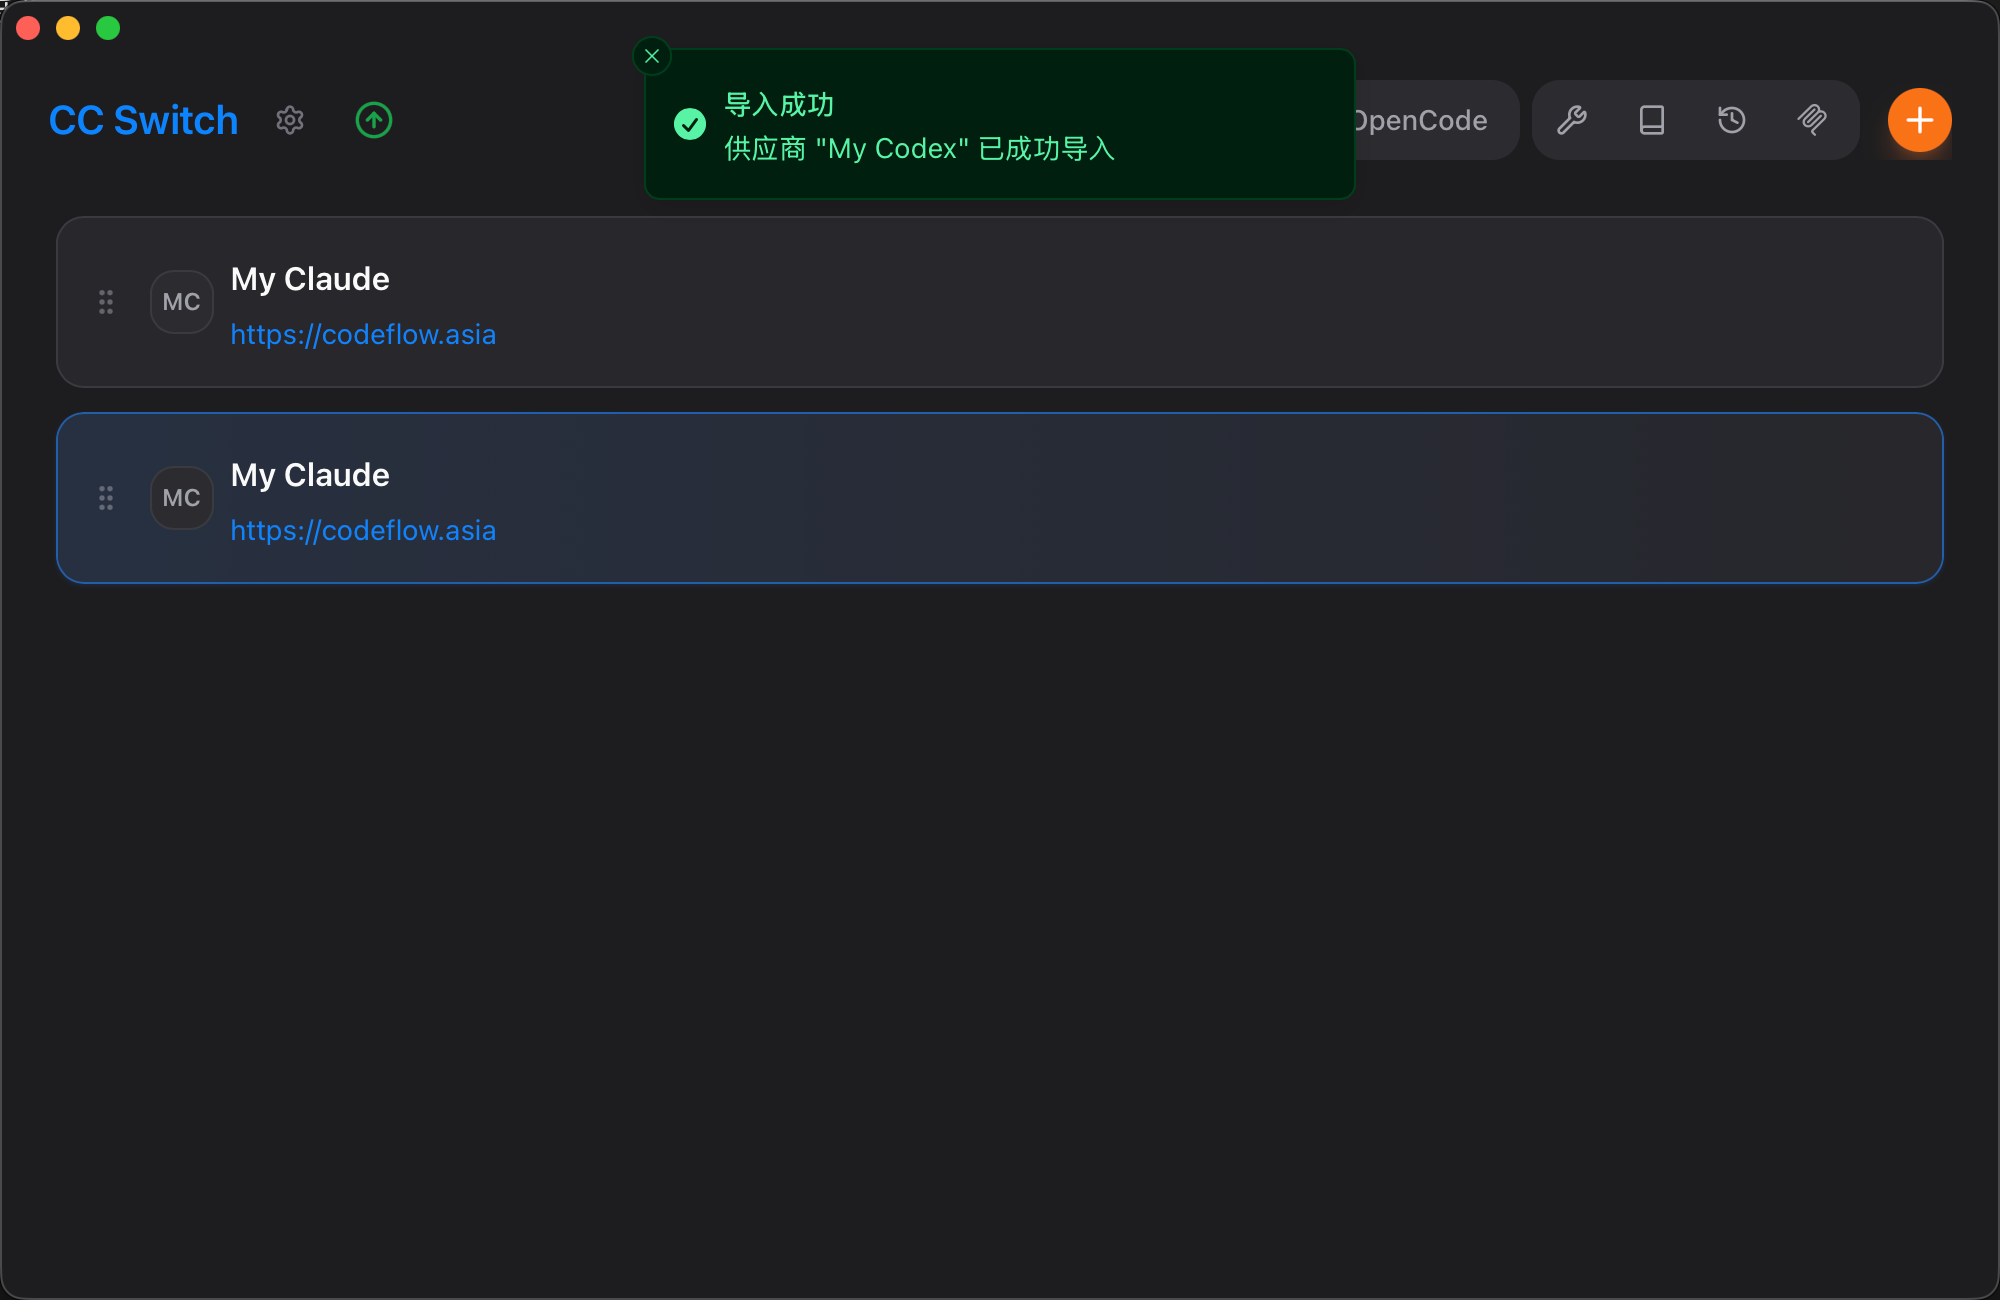 CC Switch
导入成功
供应商 "My Codex" 已成功导入
OpenCode
MC
My Claude
https://codeflow.asia
MC
My Claude
https://codeflow.asia